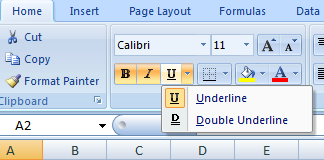 Home Insert Page Layout Formulas Data
Cut
Copy
Format Painter
Clipboard
Calibri 11 A A
B I U A
U Underline
D Double Underline
A2
A B C D E F